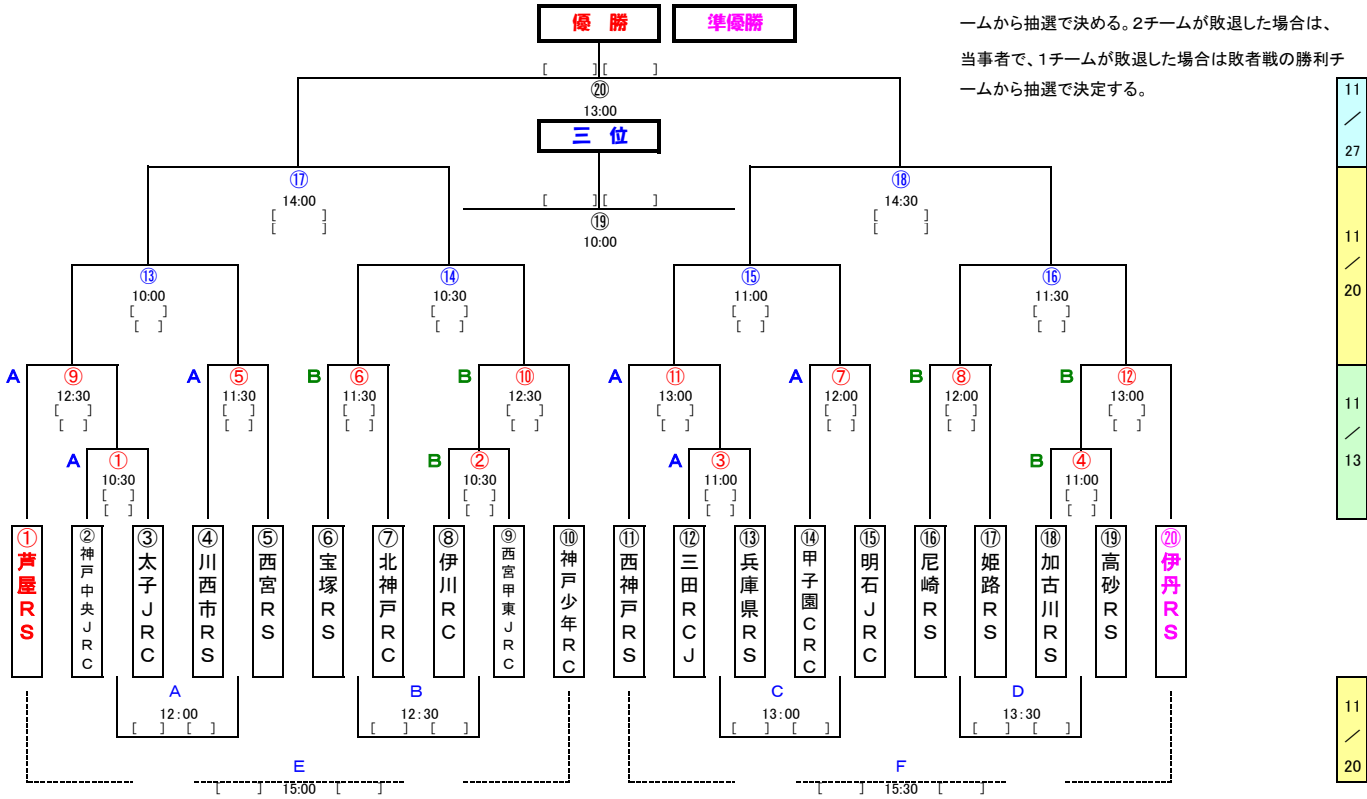 優 勝
準優勝
ームから抽選で決める。2チームが敗退した場合は、
当事者で、1チームが敗退した場合は敗者戦の勝利チ
ームから抽選で決定する。
[ ] [ ]
⑳
13:00
三 位
11
／
27
⑰
14:00
[ ]
[ ]
[ ] [ ]
⑲
10:00
⑱
14:30
[ ]
[ ]
11
／
20
⑬
10:00
[ ]
[ ]
⑭
10:30
[ ]
[ ]
⑮
11:00
[ ]
[ ]
⑯
11:30
[ ]
[ ]
A
⑨
12:30
[ ]
[ ]
A
⑤
11:30
[ ]
[ ]
B
⑥
11:30
[ ]
[ ]
B
⑩
12:30
[ ]
[ ]
A
⑪
13:00
[ ]
[ ]
A
⑦
12:00
[ ]
[ ]
B
⑧
12:00
[ ]
[ ]
B
⑫
13:00
[ ]
[ ]
11
／
13
A
①
10:30
[ ]
[ ]
B
②
10:30
[ ]
[ ]
A
③
11:00
[ ]
[ ]
B
④
11:00
[ ]
[ ]
①芦屋RS
②神戸中央JRC
③太子JRC
④川西市RS
⑤西宮RS
⑥宝塚RS
⑦北神戸RC
⑧伊川RC
⑨西宮甲東JRC
⑩神戸少年RC
⑪西神戸RS
⑫三田RCJ
⑬兵庫県RS
⑭甲子園CRC
⑮明石JRC
⑯尼崎RS
⑰姫路RS
⑱加古川RS
⑲高砂RS
⑳伊丹RS
A
12:00
[ ] [ ]
B
12:30
[ ] [ ]
C
13:00
[ ] [ ]
D
13:30
[ ] [ ]
11
／
20
E
[ ] 15:00 [ ]
F
[ ] 15:30 [ ]